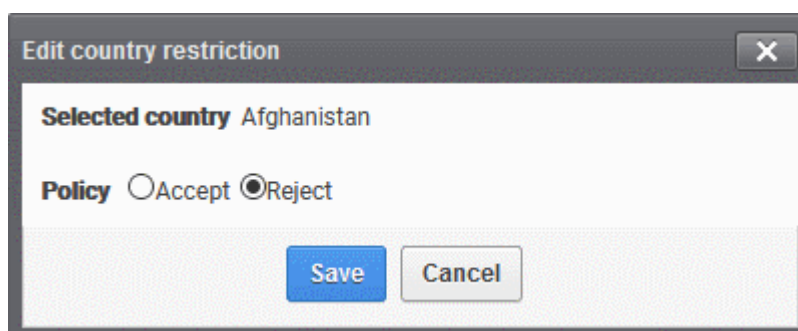 Edit country restriction
Selected country Afghanistan
Policy Accept Reject
Save Cancel